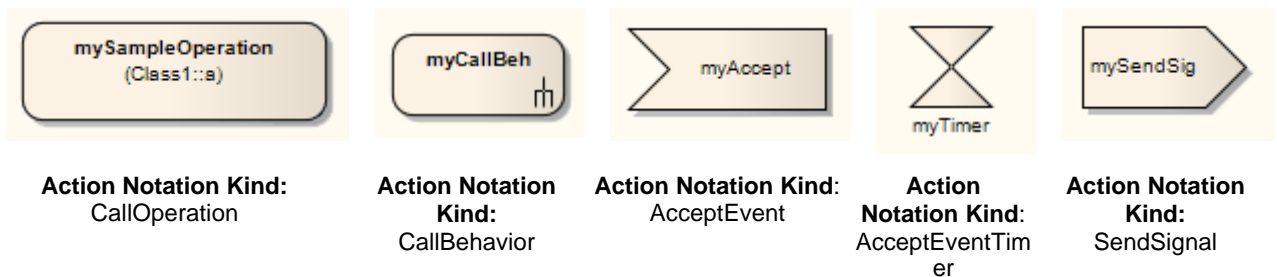 mySampleOperation
(Class1::a)
myCallBeh
myAccept
myTimer
mySendSig
Action Notation Kind:
CallOperation
Action Notation
Kind:
CallBehavior
Action Notation Kind:
AcceptEvent
Action
Notation Kind:
AcceptEventTim
er
Action Notation
Kind:
SendSignal